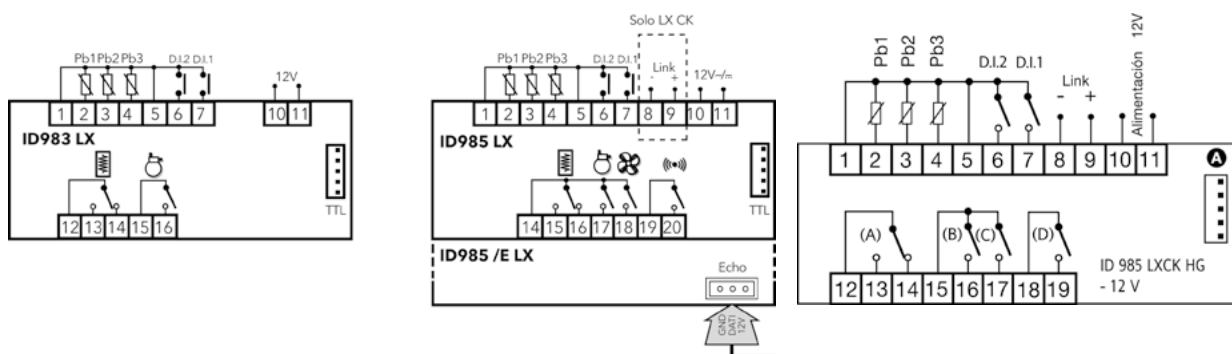 Pb1 Pb2 Pb3 D.I.2 D.I.1
12V
1 2 3 4 5 6 7 10 11
ID983 LX
TTL
12 13 14 15 16
Solo LX CK
Pb1 Pb2 Pb3 D.I.2 D.I.1 Link 12V~/=
- +
1 2 3 4 5 6 7 8 9 10 11
ID985 LX
TTL
14 15 16 17 18 19 20
ID985 /E LX
Echo
GND
DATI
12V
Pb1 Pb2 Pb3 D.I.2 D.I.1 Link Alimentación 12V
- +
1 2 3 4 5 6 7 8 9 10 11
A
(A) (B) (C) (D)
ID 985 LXCK HG
- 12 V
12 13 14 15 16 17 18 19